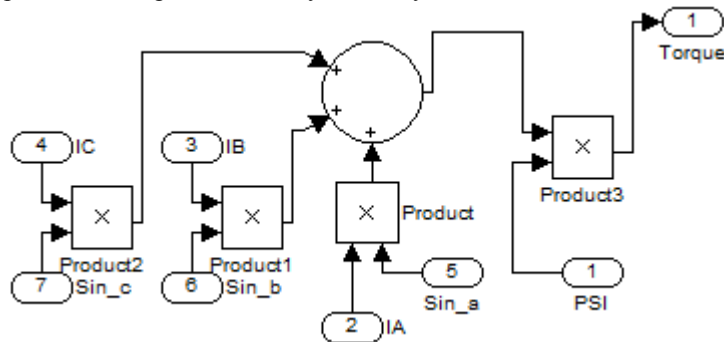 1
Torque
+
+
+
4
IC
3
IB
×
Product3
×
Product2
×
Product1
×
Product
7
Sin_c
6
Sin_b
5
Sin_a
1
PSI
2
IA